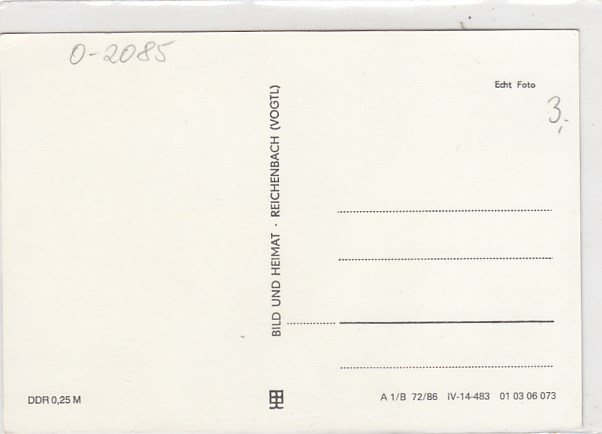 0-2085
Echt Foto
3,-
BILD UND HEIMAT · REICHENBACH (VOGTL)
DDR 0,25 M
A 1/B 72/86 IV-14-483 01 03 06 073